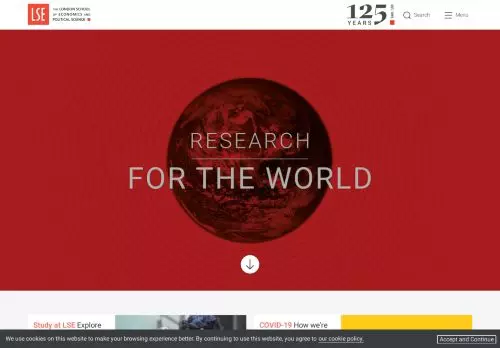 LSE
THE LONDON SCHOOL
OF ECONOMICS AND
POLITICAL SCIENCE
125
YEARS
Search
Menu
RESEARCH
FOR THE WORLD
Study at LSE Explore
COVID-19 How we're
We use cookies on this website to make your browsing experience better. By continuing to use this website, you agree to our cookie policy.
Accept and Continue